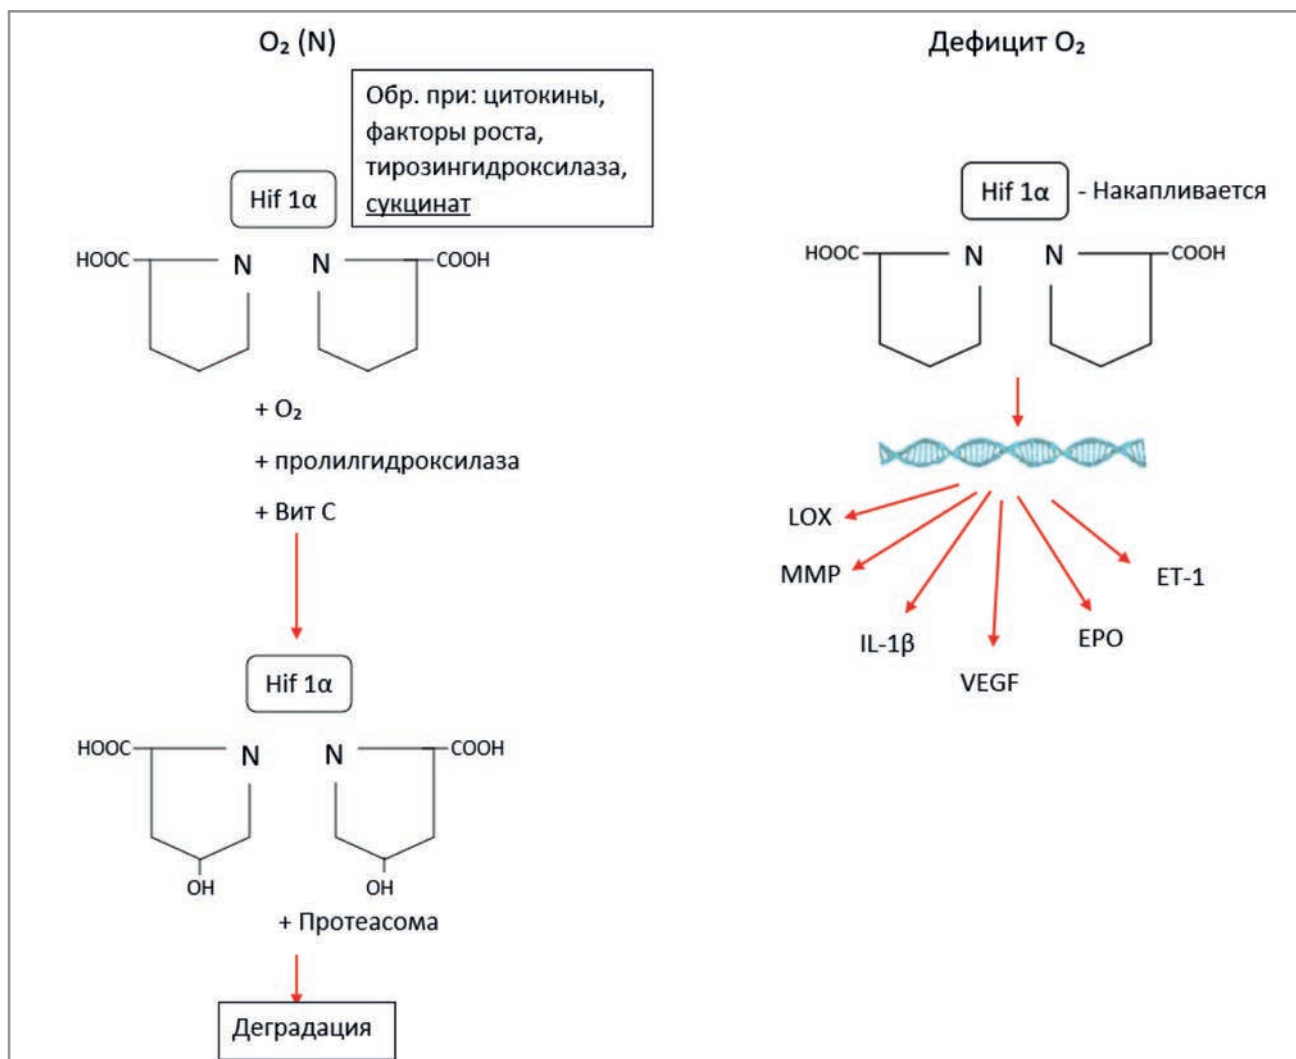 O₂ (N)
Обр. при: цитокины,
факторы роста,
тирозингидроксилаза,
сукцинат
Hif 1α
HOOC
N
N
COOH
+ O₂
+ пролилгидроксилаза
+ Вит С
Hif 1α
HOOC
N
N
COOH
OH
OH
+ Протеасома
Деградация
Дефицит O₂
Hif 1α - Накапливается
HOOC
N
N
COOH
LOX
MMP
IL-1β
VEGF
EPO
ET-1